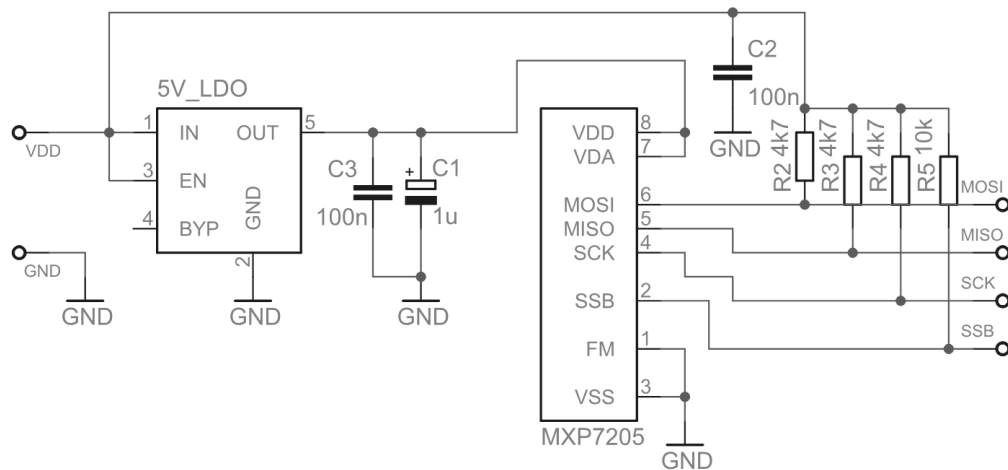 5V_LDO
1 IN
OUT 5
3 EN
4 BYP
GND
2
VDD
GND
GND
GND
C3
100n
+
C1
1u
GND
C2
100n
GND
VDD 8
VDA 7
MOSI 6
MISO 5
SCK 4
SSB 2
FM 1
VSS 3
MXP7205
GND
R2 4k7
R3 4k7
R4 4k7
R5 10k
MOSI
MISO
SCK
SSB